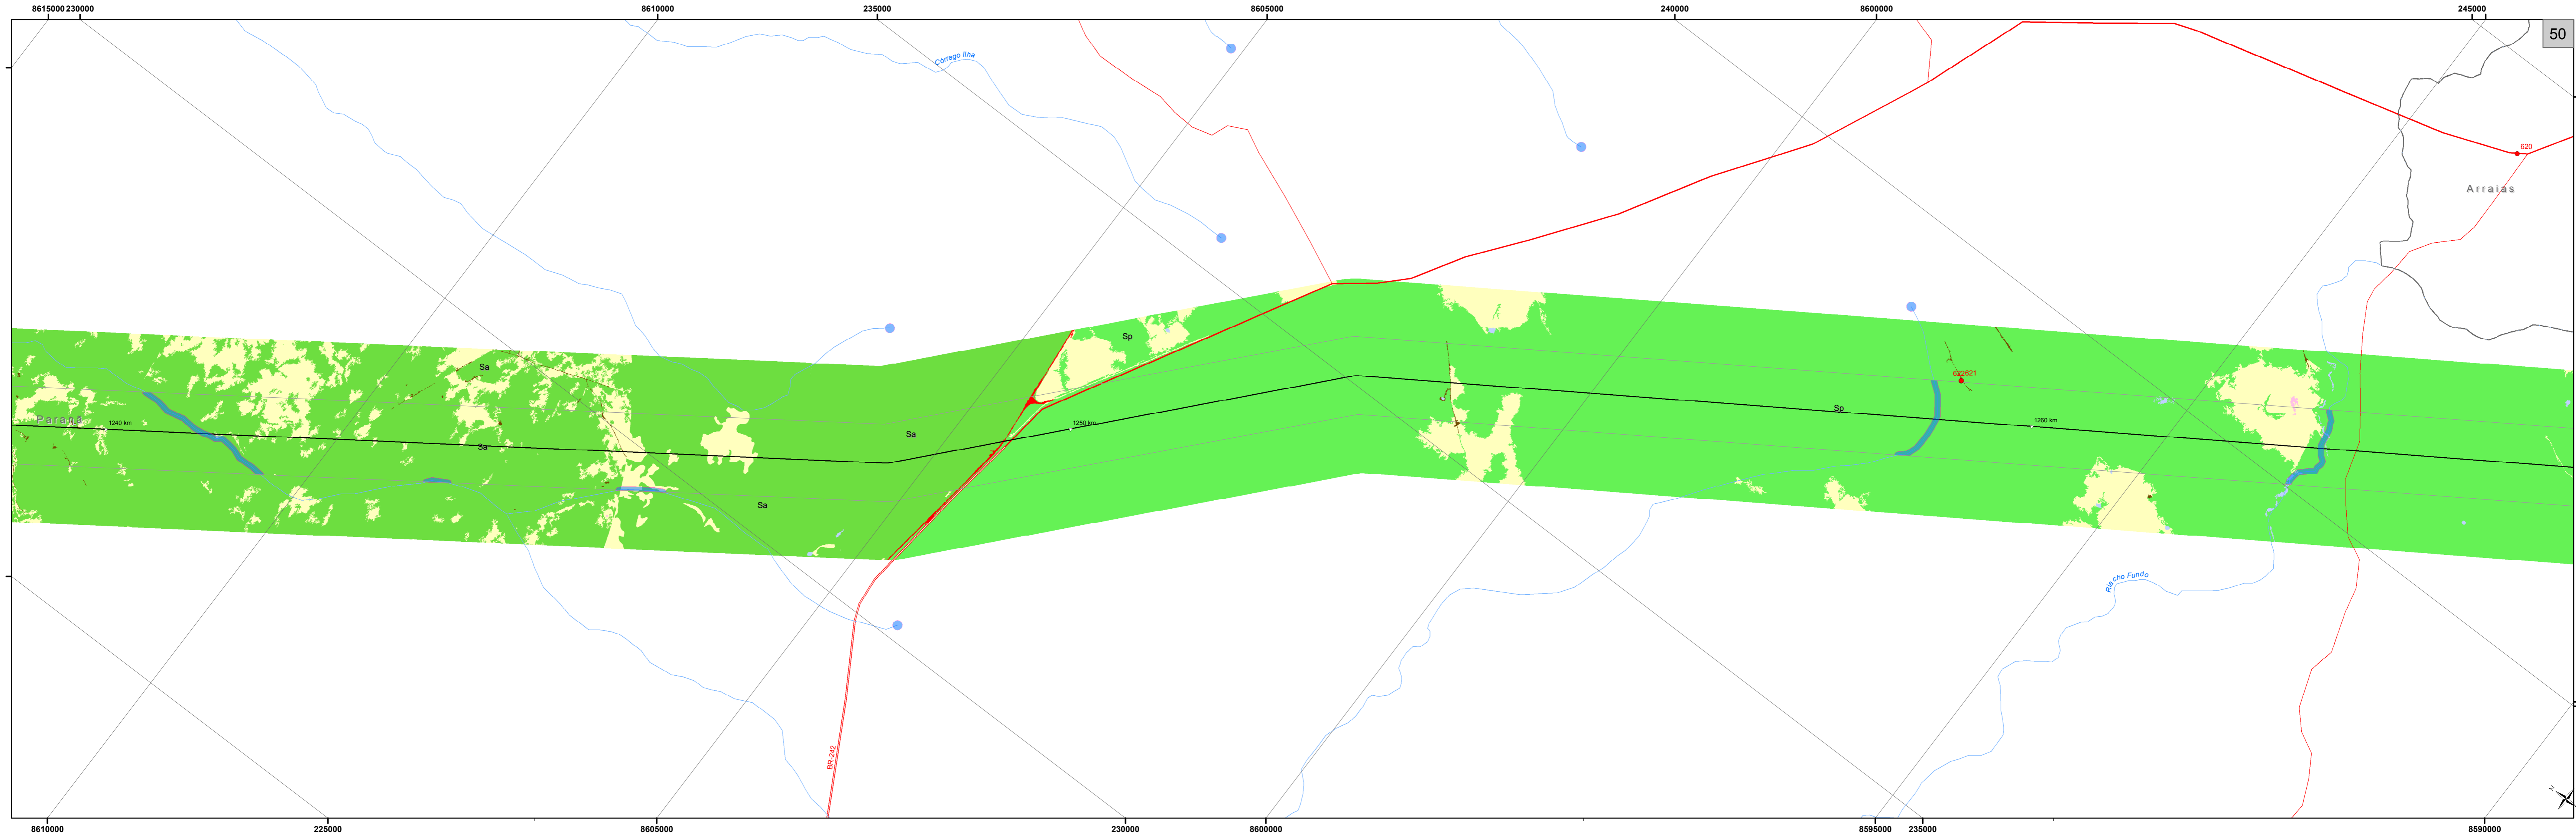 8615000 230000 8610000 235000 8605000 240000 8600000 245000
50
Córrego Ilha
620
Arraias
Sp
Sa
622621
Sp
Paranã
1240 km
1250 km
1260 km
Sa
Sa
Sa
Riacho Fundo
BR-242
N
8610000 225000 8605000 230000 8600000 8595000 235000 8590000